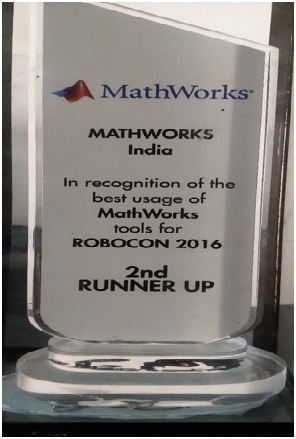 MathWorks®
MATHWORKS
India
In recognition of the
best usage of
MathWorks
tools for
ROBOCON 2016
2nd
RUNNER UP